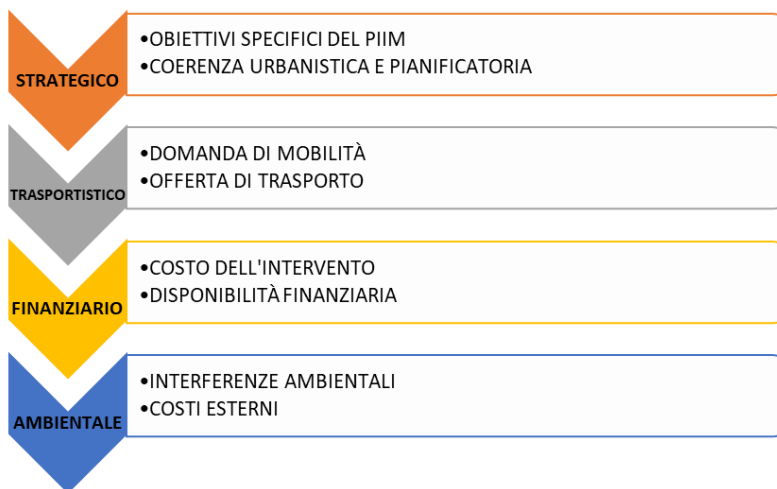 STRATEGICO
•OBIETTIVI SPECIFICI DEL PIIM
•COERENZA URBANISTICA E PIANIFICATORIA
TRASPORTISTICO
•DOMANDA DI MOBILITÀ
•OFFERTA DI TRASPORTO
FINANZIARIO
•COSTO DELL'INTERVENTO
•DISPONIBILITÀ FINANZIARIA
AMBIENTALE
•INTERFERENZE AMBIENTALI
•COSTI ESTERNI